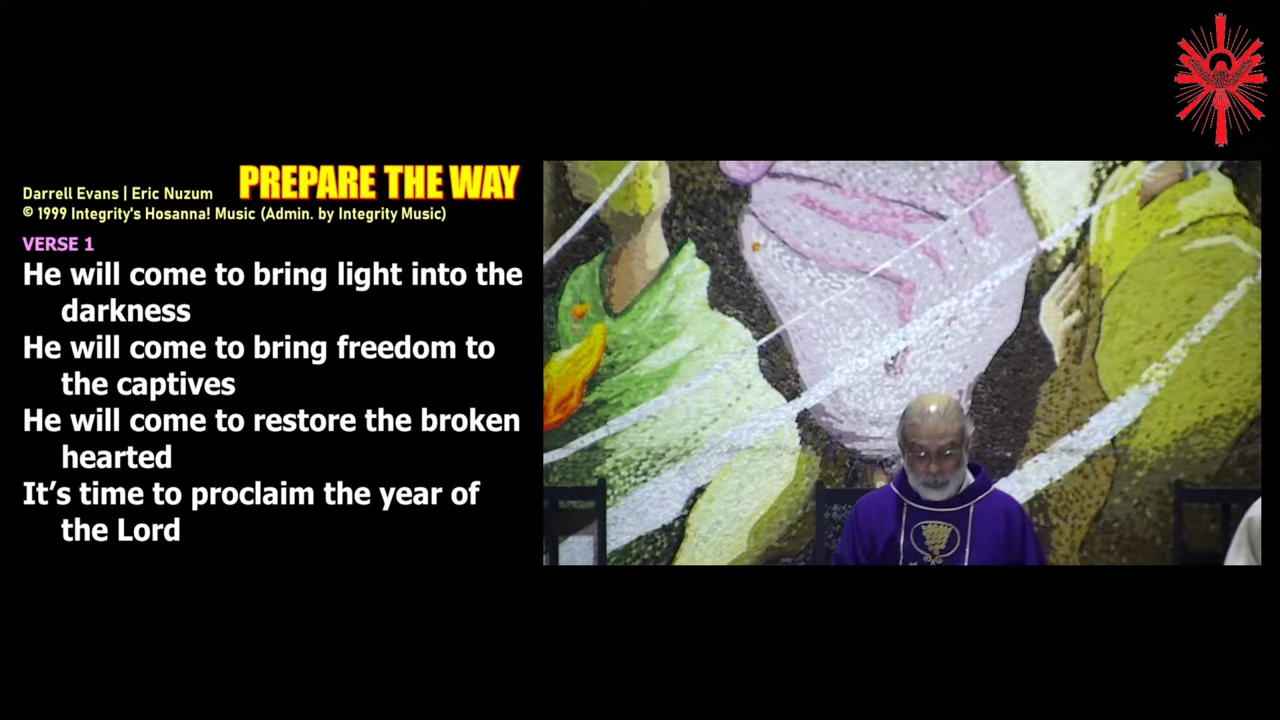 PREPARE THE WAY
Darrell Evans | Eric Nuzum
© 1999 Integrity's Hosanna! Music (Admin. by Integrity Music)
VERSE 1
He will come to bring light into the
darkness
He will come to bring freedom to
the captives
He will come to restore the broken
hearted
It’s time to proclaim the year of
the Lord